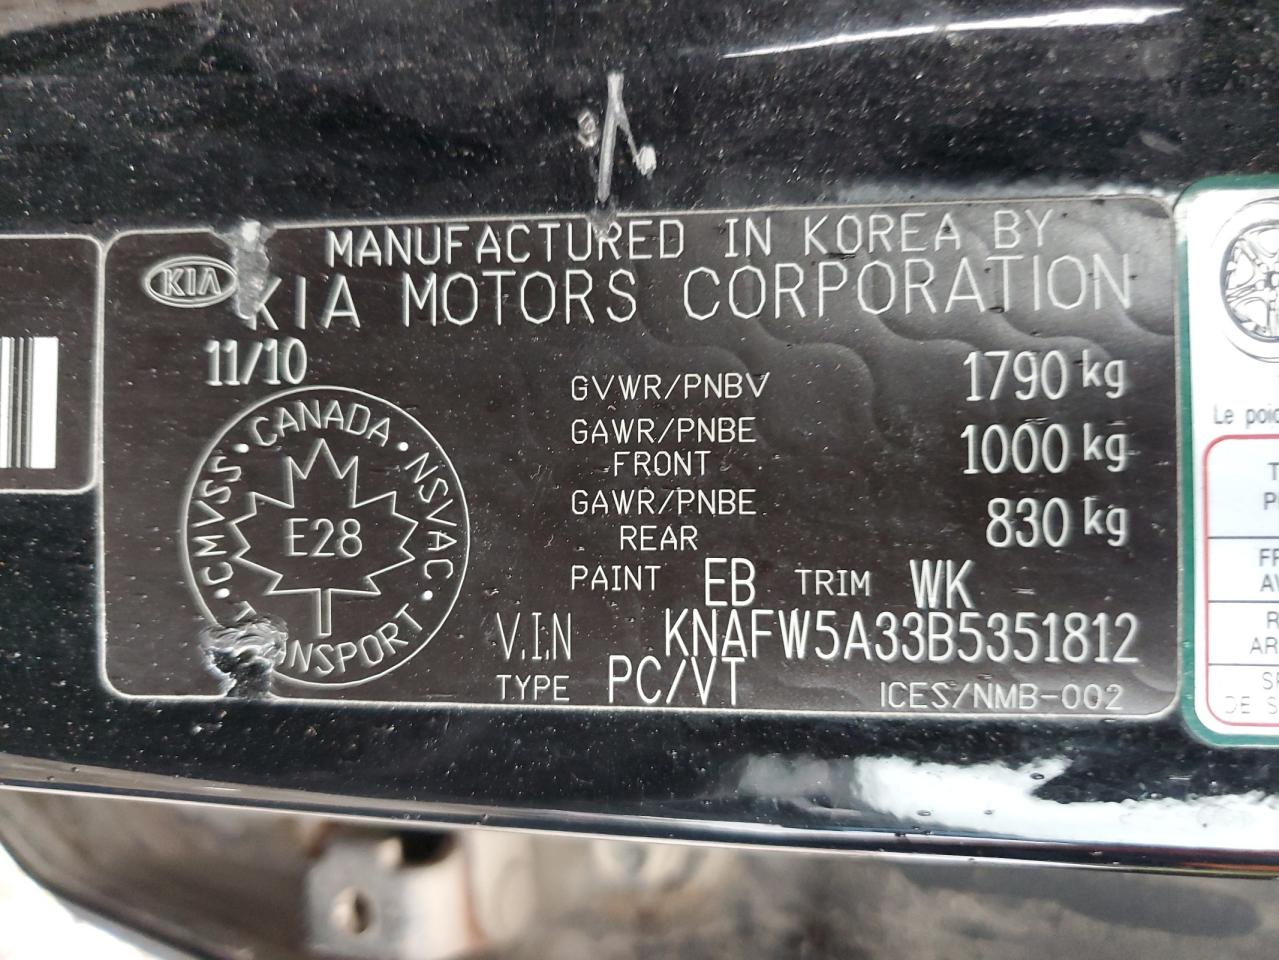 MANUFACTURED IN KOREA BY
KIA
KIA MOTORS CORPORATION
11/10
GVWR/PNBV 1790 kg
GAWR/PNBE FRONT 1000 kg
GAWR/PNBE REAR 830 kg
CANADA · NSVAC · TRANSPORT · CMVSS ·
E28
PAINT EB TRIM WK
V.I.N KNAFW5A33B5351812
TYPE PC/VT ICES/NMB-002
Le